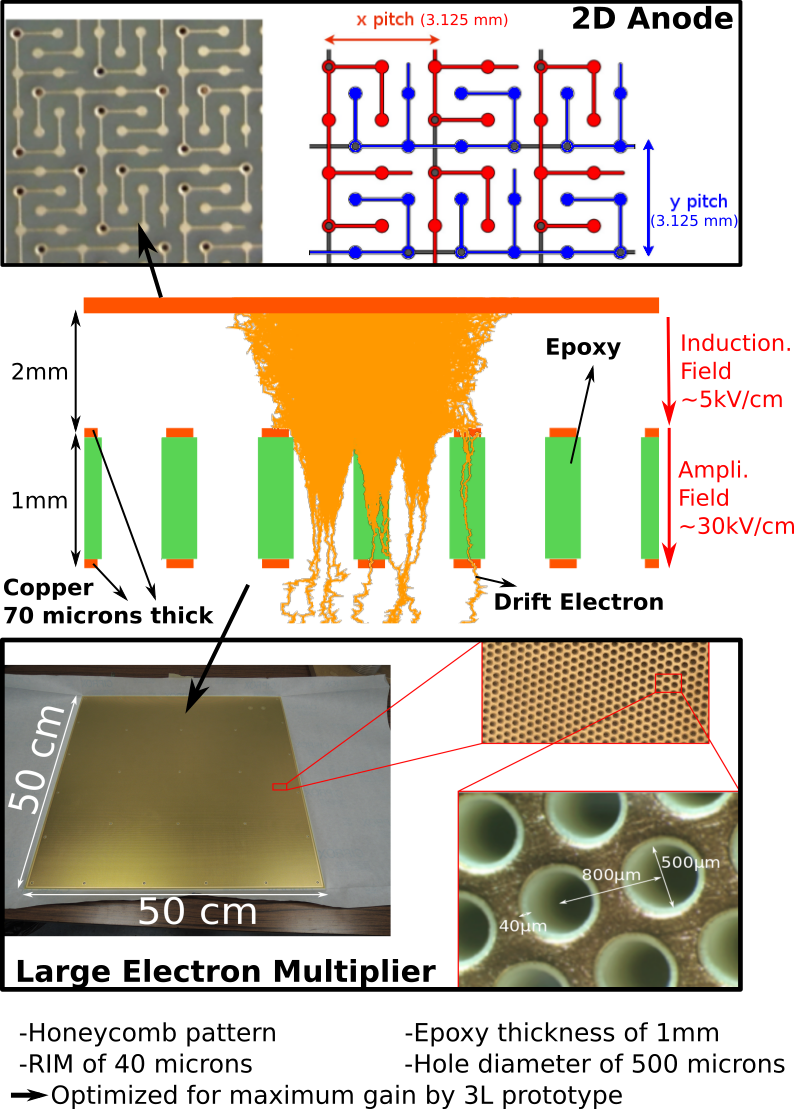 2D Anode
x pitch (3.125 mm)
y pitch
(3.125 mm)
2mm
Epoxy
Induction.
Field
~5kV/cm
1mm
Ampli.
Field
~30kV/cm
Copper
70 microns thick
Drift Electron
50 cm
50 cm
800µm
500µm
40µm
Large Electron Multiplier
-Honeycomb pattern
-Epoxy thickness of 1mm
-RIM of 40 microns
-Hole diameter of 500 microns
Optimized for maximum gain by 3L prototype